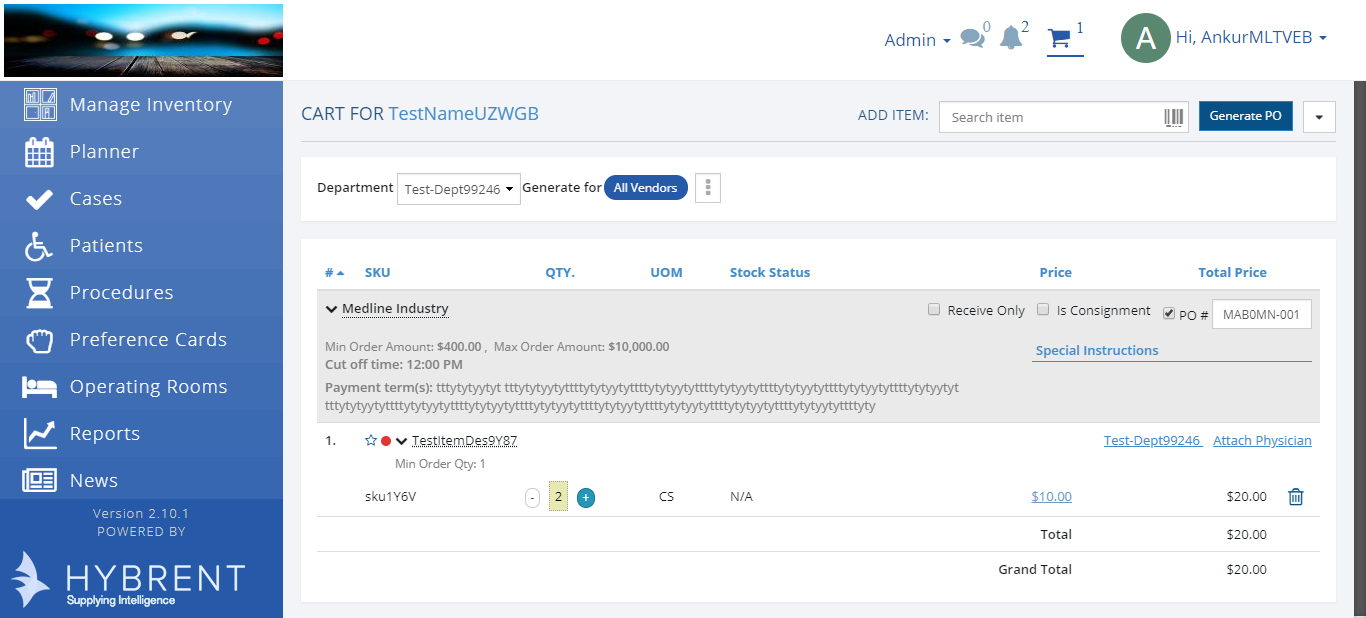 Admin 0 2 1 A Hi, AnkurMLTVEB
Manage Inventory
Planner
Cases
Patients
Procedures
Preference Cards
Operating Rooms
Reports
News
Version 2.10.1
POWERED BY
HYBRENT
Supplying Intelligence
CART FOR TestNameUZWGB ADD ITEM: Search item Generate PO
Department Test-Dept99246 Generate for All Vendors
# SKU QTY. UOM Stock Status Price Total Price
Medline Industry Receive Only Is Consignment PO # MAB0MN-001
Min Order Amount: $400.00 , Max Order Amount: $10,000.00
Special Instructions
Cut off time: 12:00 PM
Payment term(s): tttytytyytyt tttytytyytyttttytytyytyttttytytyytyttttytytyytyttttytytyytyttttytytyytyttttytytyytyt
tttytytyytyttttytytyytyttttytytyytyttttytytyytyttttytytyytyttttytytyytyttttytytyytyttttytytyytyttttyty
1. TestItemDes9Y87 Test-Dept99246 Attach Physician
Min Order Qty: 1
sku1Y6V - 2 + CS N/A $10.00 $20.00
Total $20.00
Grand Total $20.00